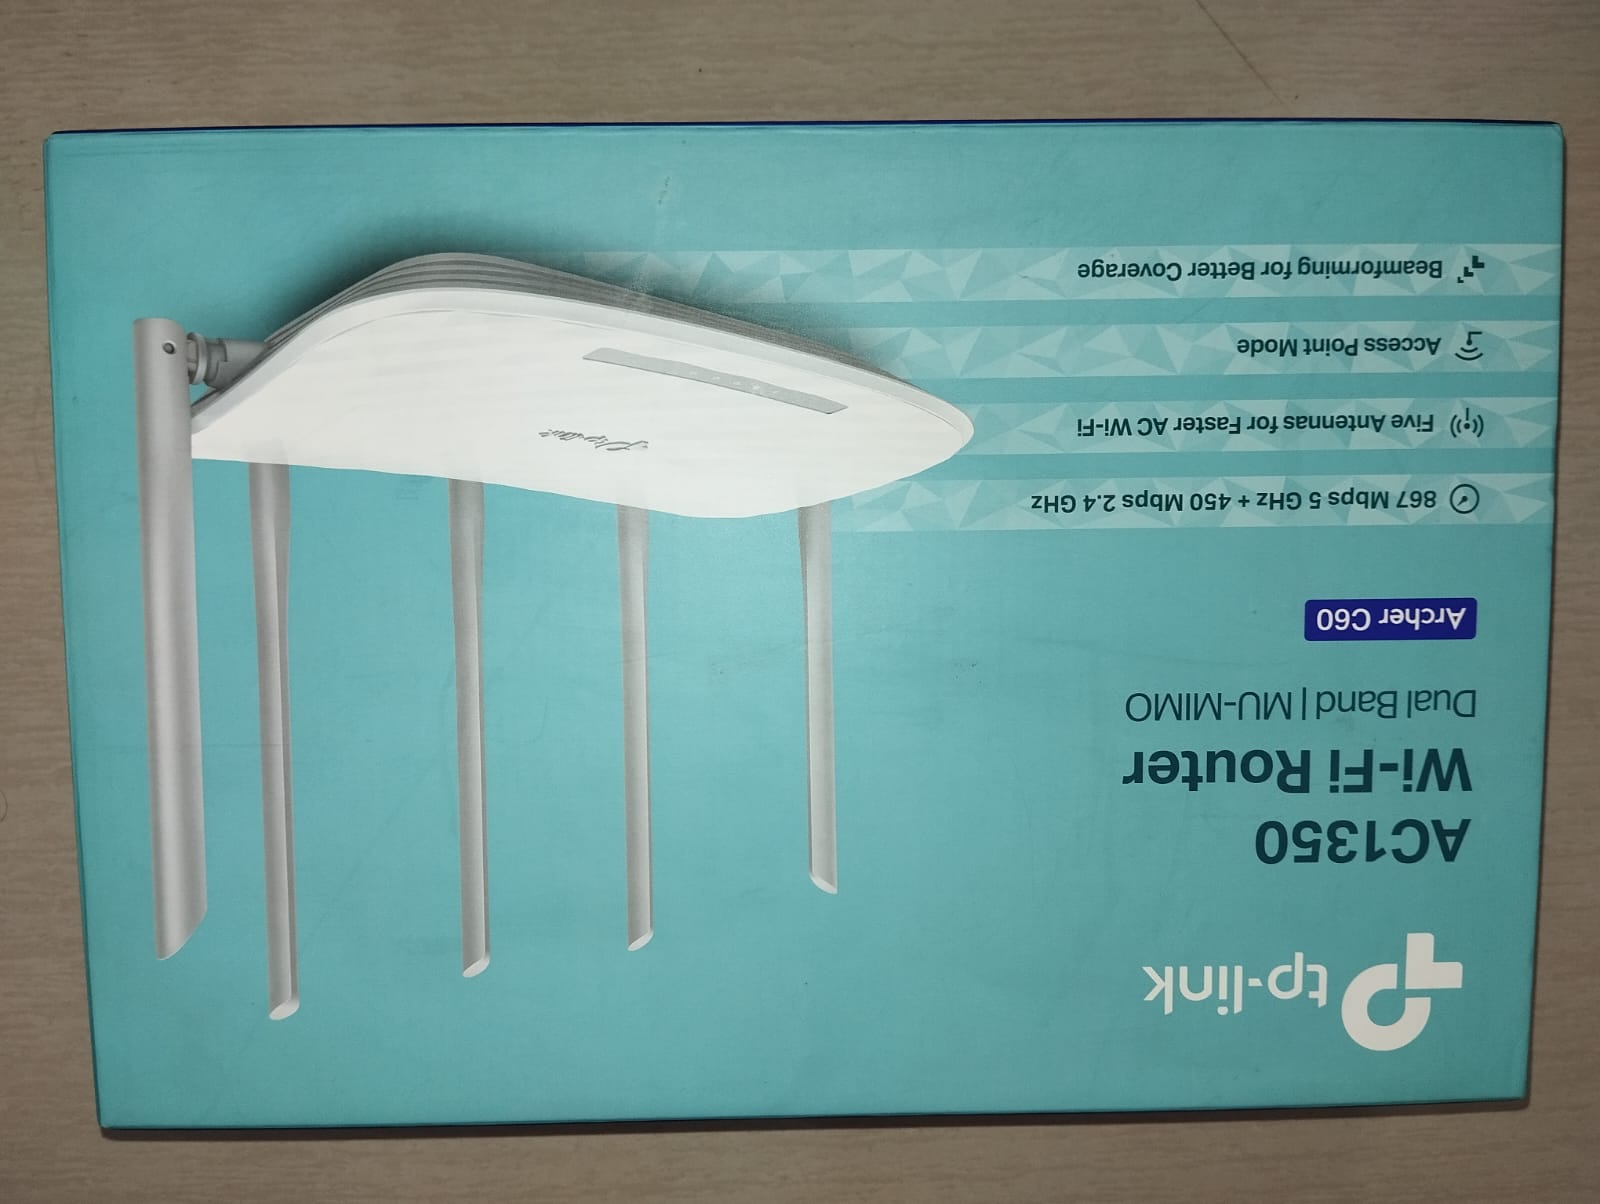 tp-link
AC1350
Wi-Fi Router
Dual Band | MU-MIMO
Archer C60
867 Mbps 5 GHz + 450 Mbps 2.4 GHz
Five Antennas for Faster AC Wi-Fi
Access Point Mode
Beamforming for Better Coverage
tp-link